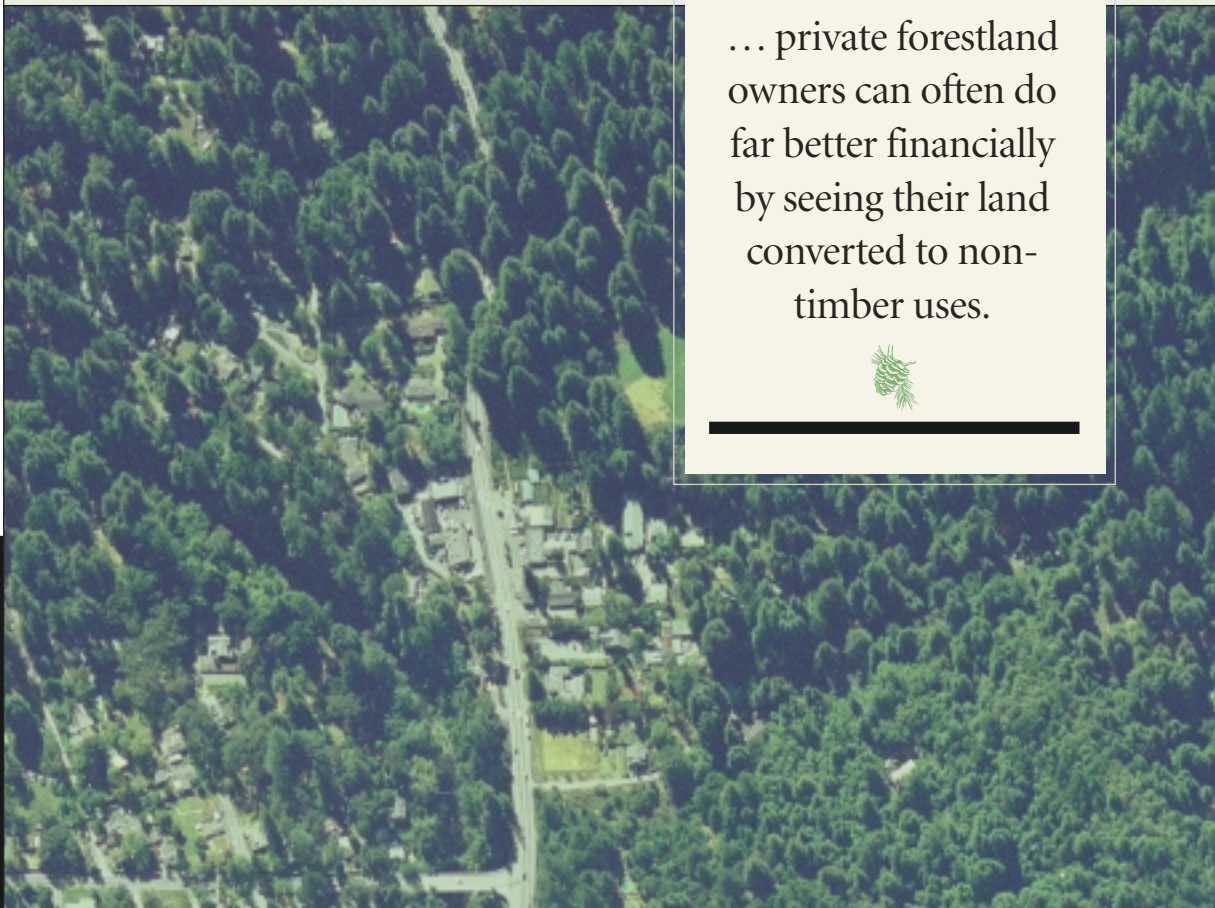 … private forestland
owners can often do
far better financially
by seeing their land
converted to non-
timber uses.